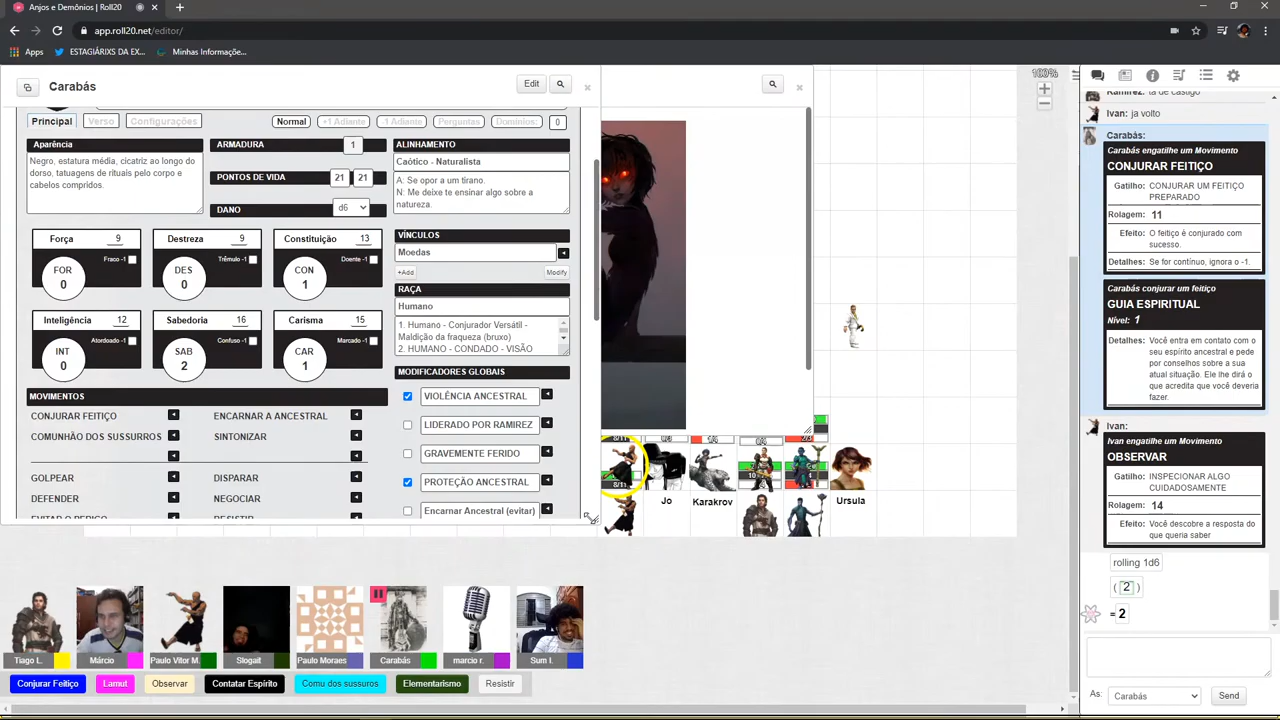 Anjos e Demônios | Roll20
app.roll20.net/editor/
Apps
ESTAGIÁRIXS DA EX...
Minhas Informaçõe...
Carabás
Edit
Principal
Verso
Configurações
Normal
+1 Adiante
-1 Adiante
Perguntas
Domínios:
0
Aparência
Negro, estatura média, cicatriz ao longo do
dorso, tatuagens de rituais pelo corpo e
cabelos compridos.
ARMADURA
1
PONTOS DE VIDA
21
21
DANO
d6
ALINHAMENTO
Caótico - Naturalista
A: Se opor a um tirano.
N: Me deixe te ensinar algo sobre a
natureza.
Força
9
Fraco -1
FOR
0
Destreza
9
Trêmulo -1
DES
0
Constituição
13
Doente -1
CON
1
Inteligência
12
Atordoado -1
INT
0
Sabedoria
16
Confuso -1
SAB
2
Carisma
15
Marcado -1
CAR
1
VÍNCULOS
Moedas
+Add
Modify
RAÇA
Humano
1. Humano - Conjurador Versátil -
Maldição da fraqueza (bruxo)
2. HUMANO - CONDADO - VISÃO
MODIFICADORES GLOBAIS
VIOLÊNCIA ANCESTRAL
LIDERADO POR RAMIREZ
GRAVEMENTE FERIDO
PROTEÇÃO ANCESTRAL
Encarnar Ancestral (evitar)
MOVIMENTOS
CONJURAR FEITIÇO
ENCARNAR A ANCESTRAL
COMUNHÃO DOS SUSSUROS
SINTONIZAR
GOLPEAR
DISPARAR
DEFENDER
NEGOCIAR
EVITAR O PERIGO
RESISTIR
8/11
Jo
Karakrov
Ursula
100%
Ramirez: ta de castigo
Ivan: ja volto
Carabás:
Carabás engatilhe um Movimento
CONJURAR FEITIÇO
Gatilho: CONJURAR UM FEITIÇO
PREPARADO
Rolagem: 11
Efeito: O feitiço é conjurado com
sucesso.
Detalhes: Se for contínuo, ignora o -1.
Carabás conjurar um feitiço
GUIA ESPIRITUAL
Nível: 1
Detalhes: Você entra em contato com o
seu espírito ancestral e pede
por conselhos sobre a sua
atual situação. Ele lhe dirá o
que acredita que você deveria
fazer.
Ivan:
Ivan engatilhe um Movimento
OBSERVAR
Gatilho: INSPECIONAR ALGO
CUIDADOSAMENTE
Rolagem: 14
Efeito: Você descobre a resposta do
que queria saber
rolling 1d6
( 2 )
= 2
As:
Carabás
Send
Tiago L.
Márcio
Paulo Vitor M.
Slogait
Paulo Moraes
Carabás
marcio r.
Sum I.
Conjurar Feitiço
Lamut
Observar
Contatar Espírito
Comu dos sussuros
Elementarismo
Resistir